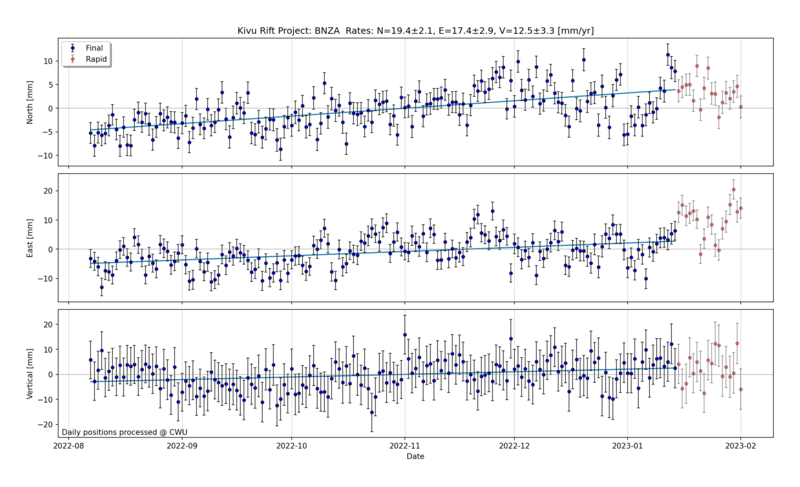 Kivu Rift Project: BNZA Rates: N=19.4±2.1, E=17.4±2.9, V=12.5±3.3 [mm/yr]
Final
Rapid
North [mm]
10
5
0
−5
−10
East [mm]
20
10
0
−10
Vertical [mm]
20
10
0
−10
−20
Daily positions processed @ CWU
2022-08 2022-09 2022-10 2022-11 2022-12 2023-01 2023-02
Date